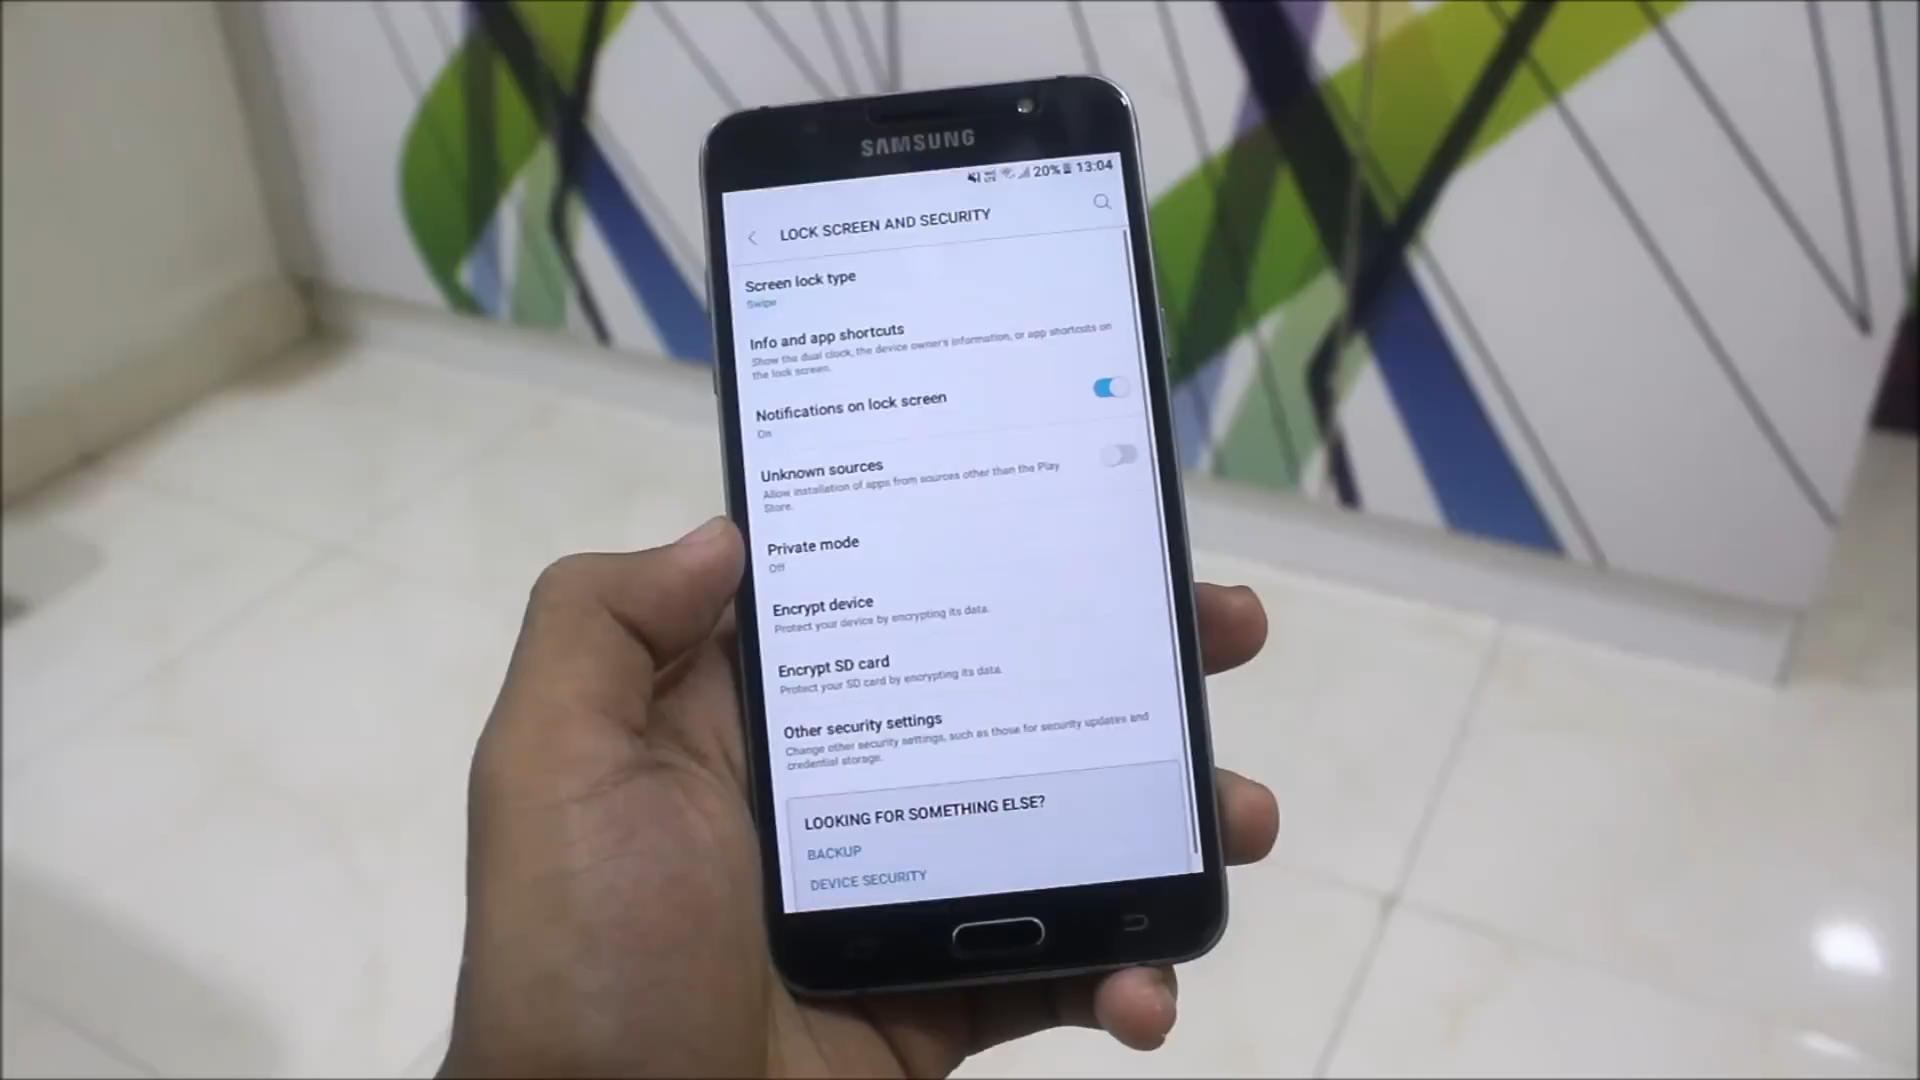 SAMSUNG
20% 13:04
LOCK SCREEN AND SECURITY
Screen lock type
Swipe
Info and app shortcuts
Show the dual clock, the device owner's information, or app shortcuts on
the lock screen.
Notifications on lock screen
On
Unknown sources
Allow installation of apps from sources other than the Play
Store.
Private mode
Off
Encrypt device
Protect your device by encrypting its data.
Encrypt SD card
Protect your SD card by encrypting its data.
Other security settings
Change other security settings, such as those for security updates and
credential storage.
LOOKING FOR SOMETHING ELSE?
BACKUP
DEVICE SECURITY